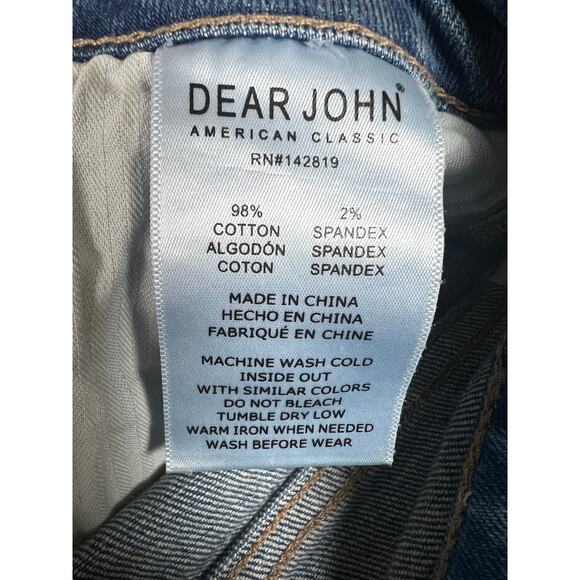 DEAR JOHN®
AMERICAN CLASSIC
RN#142819
98% 2%
COTTON SPANDEX
ALGODÓN SPANDEX
COTON SPANDEX
MADE IN CHINA
HECHO EN CHINA
FABRIQUÉ EN CHINE
MACHINE WASH COLD
INSIDE OUT
WITH SIMILAR COLORS
DO NOT BLEACH
TUMBLE DRY LOW
WARM IRON WHEN NEEDED
WASH BEFORE WEAR